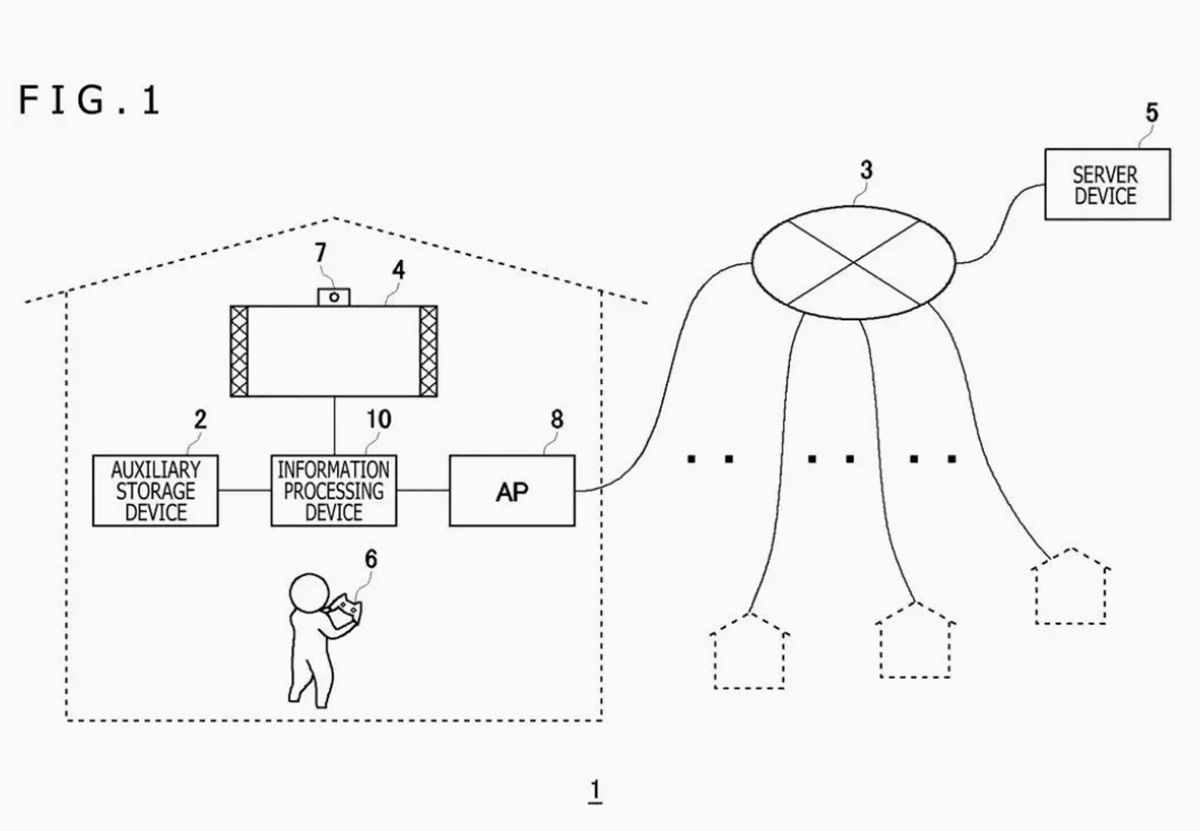 FIG.1
5
SERVER
DEVICE
3
7
4
2
10
8
AUXILIARY
STORAGE
DEVICE
INFORMATION
PROCESSING
DEVICE
AP
6
1